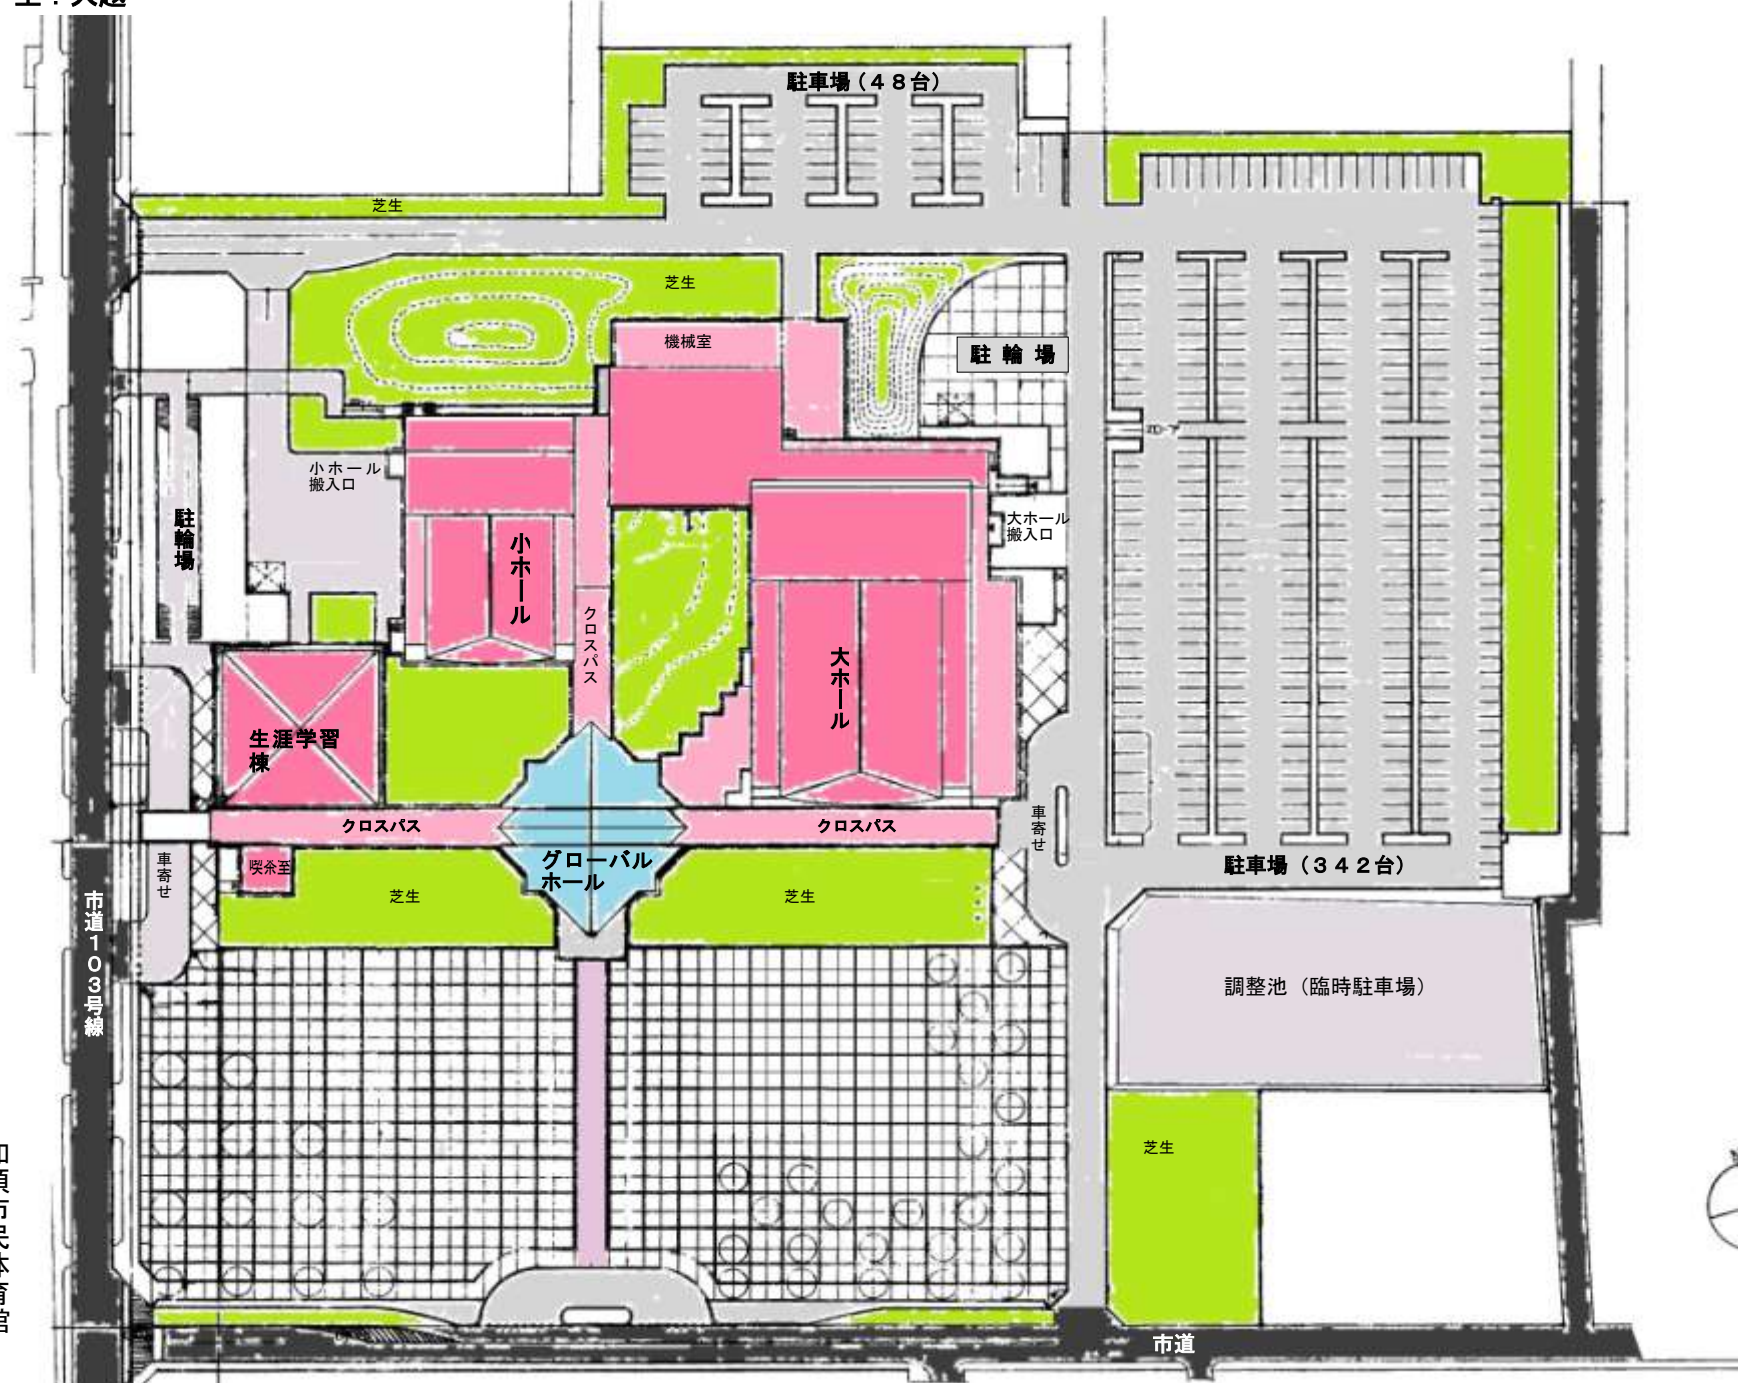 駐車場（４８台）
芝生
芝生
機械室
駐輪場
小ホール
搬入口
駐輪場
大ホール
搬入口
小ホール
クロスパス
大ホール
生涯学習
棟
クロスパス
クロスパス
車寄せ
車寄せ
グローバル
ホール
駐車場（３４２台）
芝生
芝生
市道１０３号線
調整池（臨時駐車場）
芝生
市道